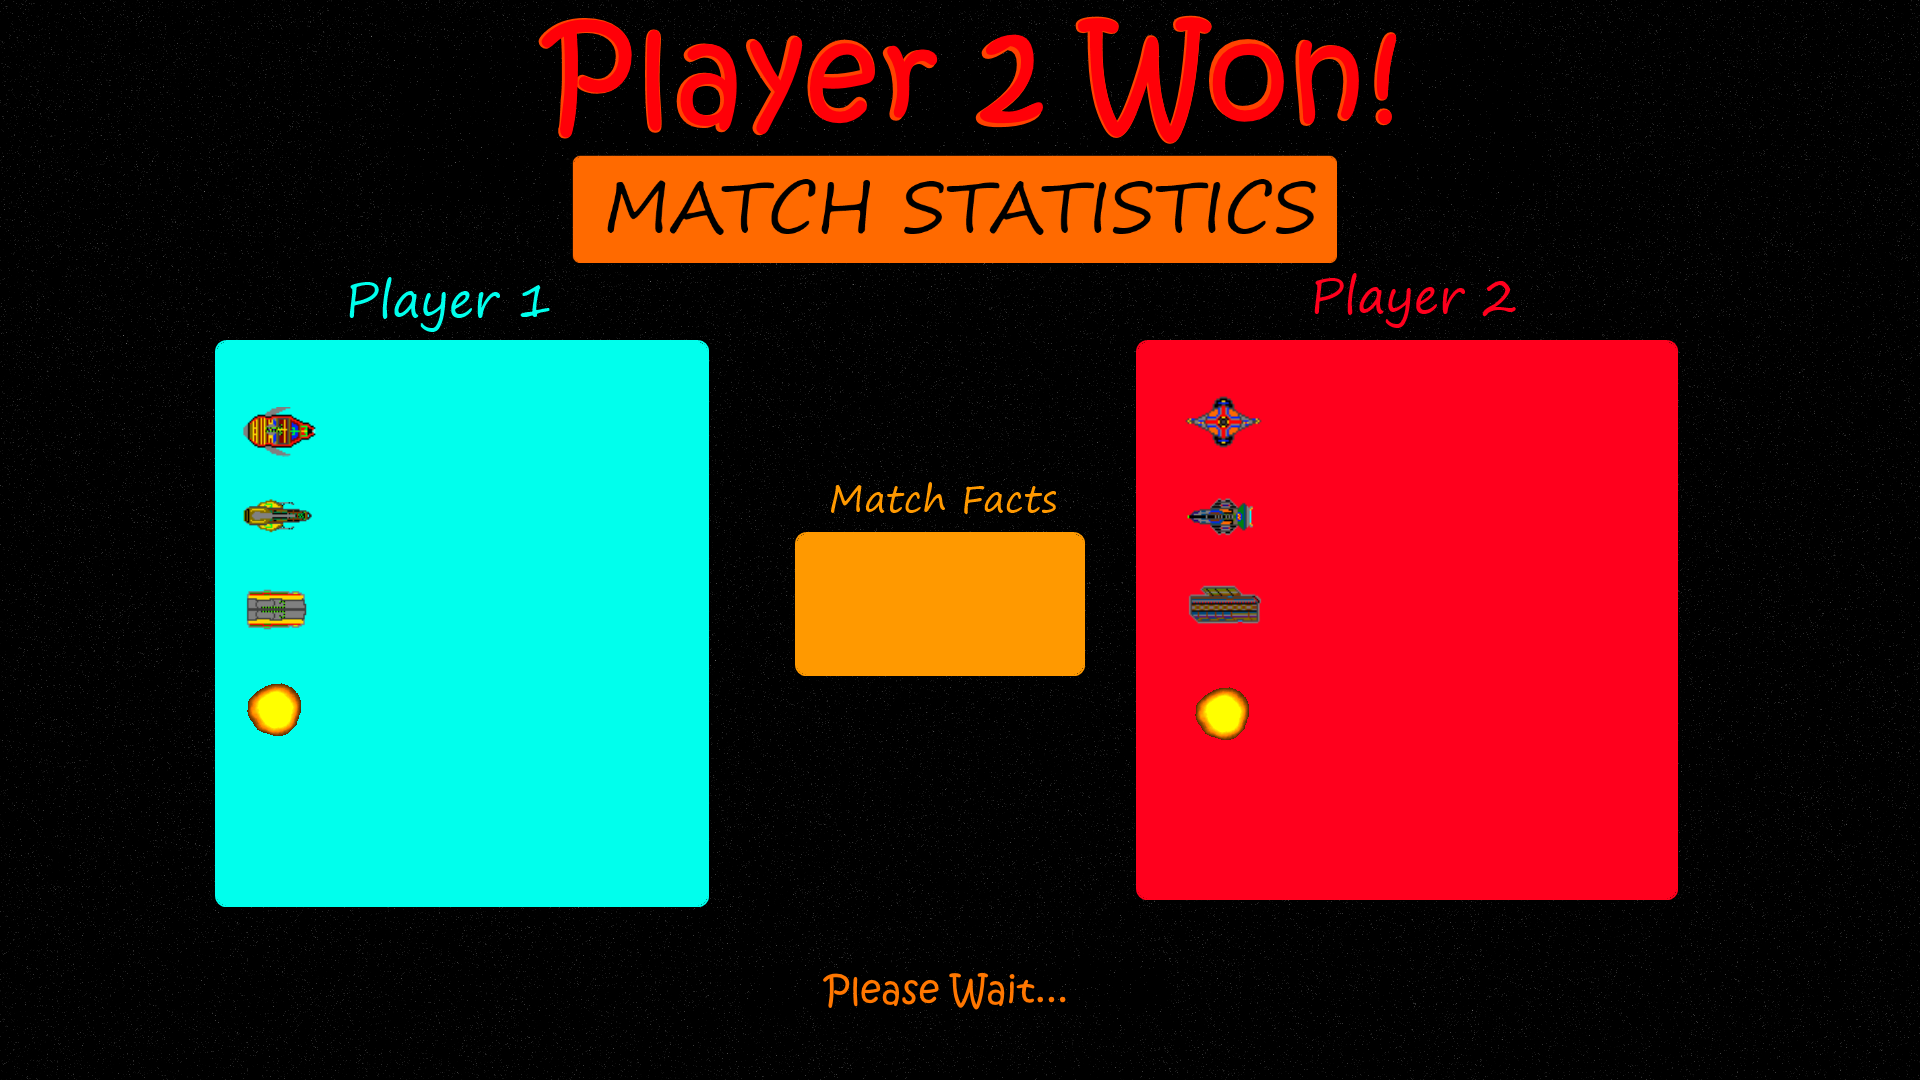 Player 2 Won!
MATCH STATISTICS
Player 1
Player 2
Match Facts
Please Wait...